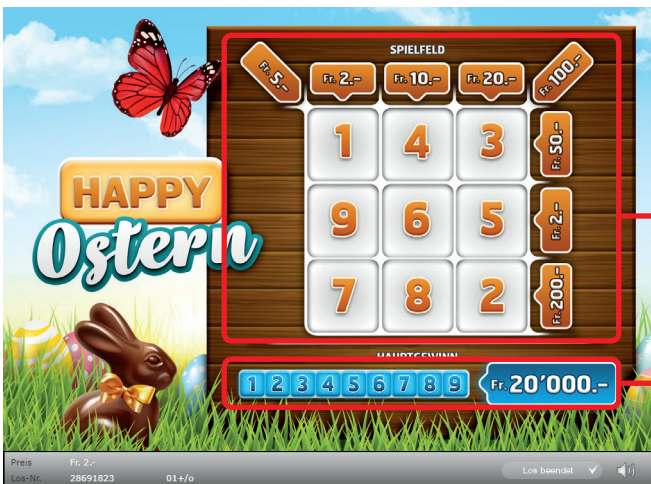 SPIELFELD
Fr. 5.–
Fr. 2.–
Fr. 10.–
Fr. 20.–
Fr. 100.–
1 4 3
Fr. 50.–
9 6 5
Fr. 2.–
7 8 2
Fr. 200.–
HAPPY
Ostern
HAUPTGEWINN
1 2 3 4 5 6 7 8 9
Fr. 20'000.–
Preis Fr. 2.–
Los beendet
Los-Nr. 28691823 01+/o